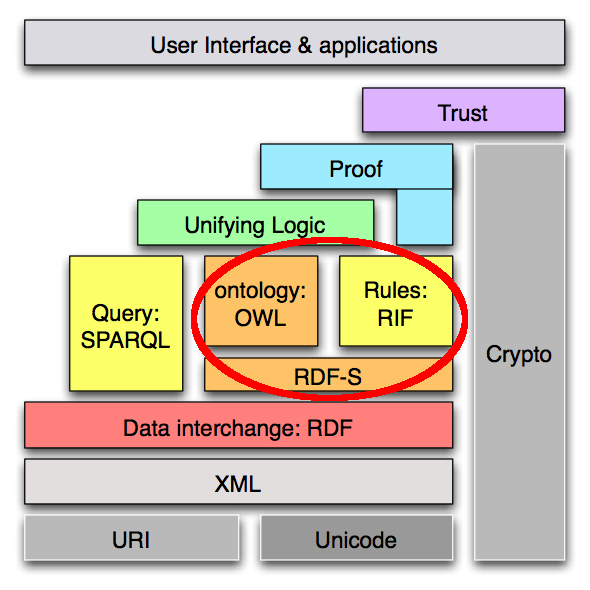 User Interface & applications
Trust
Proof
Unifying Logic
Query:
SPARQL
ontology:
OWL
Rules:
RIF
Crypto
RDF-S
Data interchange: RDF
XML
URI
Unicode